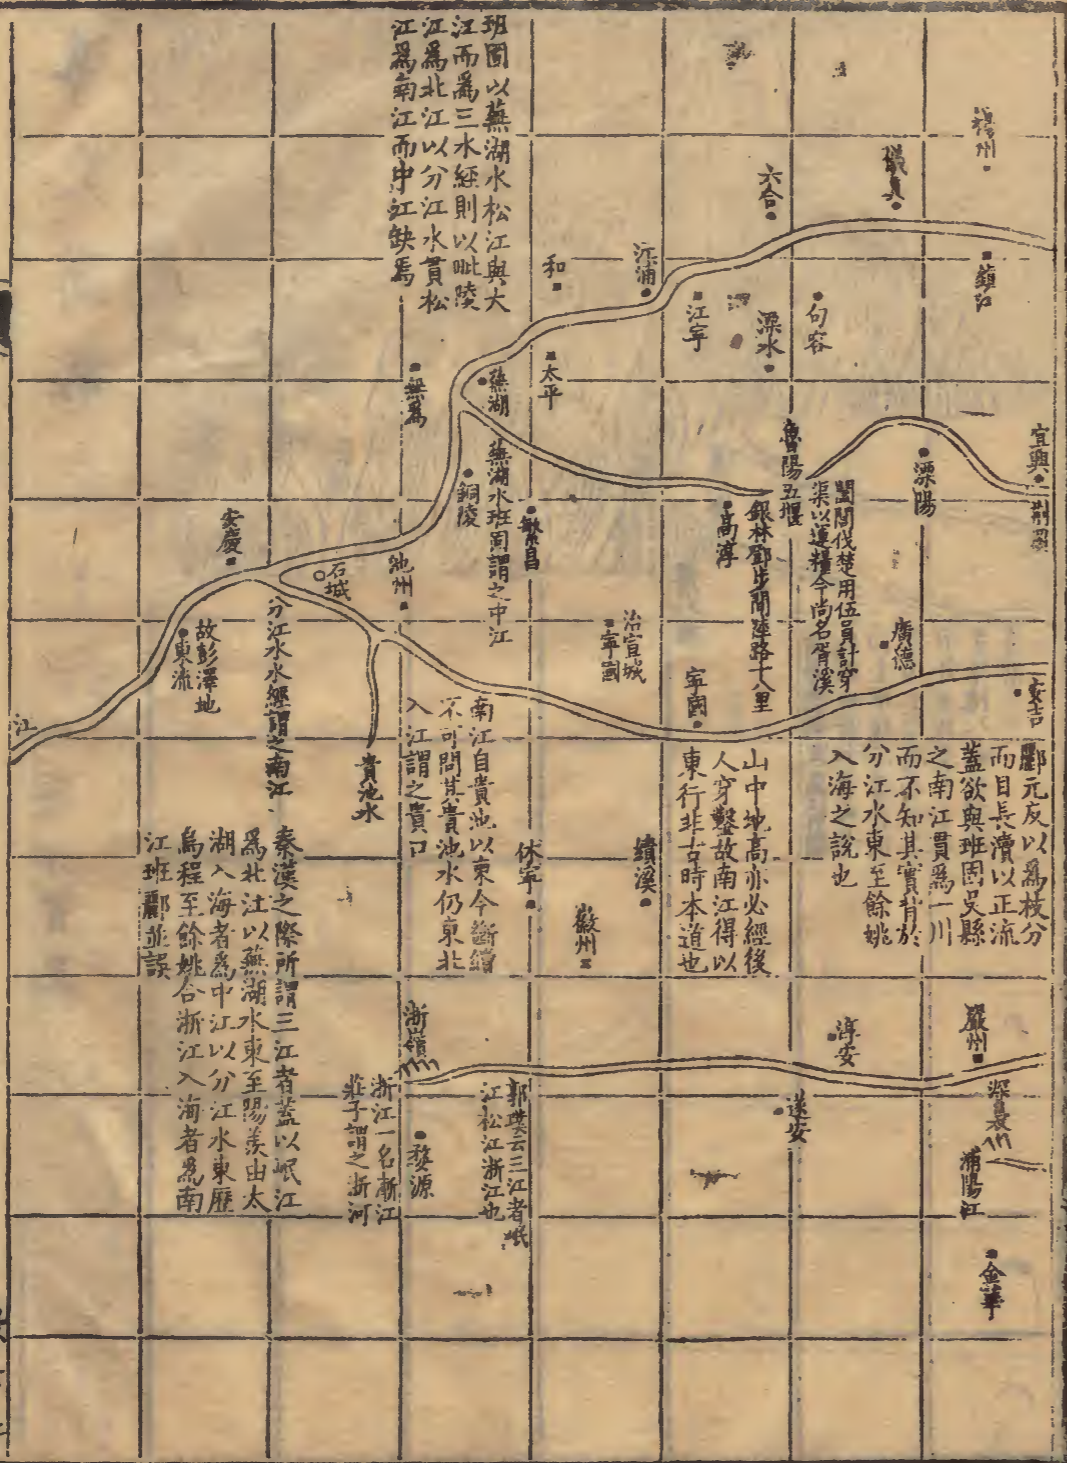 班固以蕪湖水松江與大
江而爲三水經則以毗陵
江爲北江以分江水貫松
江爲南江而中江缺焉
揚州
儀真
六合
鎮江
江浦
和
江寧
溧水
句容
太平
蕪湖
無爲
宜興
荆溪
溧陽
魯陽五堰
闔閭伐楚用伍員計穿
渠以運糧今尚名胥溪
銀林鄧步間陸路十八里
高淳
蕪湖水班固謂之中江
繁昌
銅陵
池州
石城
安慶
故彭澤地
東流
江
分江水水經謂之南江
貴池水
南江自貴池以東今斷續
不可問其貴池水仍東北
入江謂之貴口
治宣城
寧國
寧國
廣德
安吉
酈元反以爲枝分
而目長瀆以正流
蓋欲與班固吳縣
之南江貫爲一川
而不知其實背於
分江水東至餘姚
入海之說也
山中地高亦必經後
人穿鑿故南江得以
東行非古時本道也
績溪
徽州
休寧
秦漢之際所謂三江者蓋以岷江
爲北江以蕪湖水東至陽羨由太
湖入海者爲中江以分江水東歷
烏程至餘姚合浙江入海者爲南
江班酈並誤
浙嶺
浙江一名漸江
莊子謂之浙河
婺源
郭璞云三江者岷
江松江浙江也
淳安
遂安
嚴州
深裊
浦陽江
金華